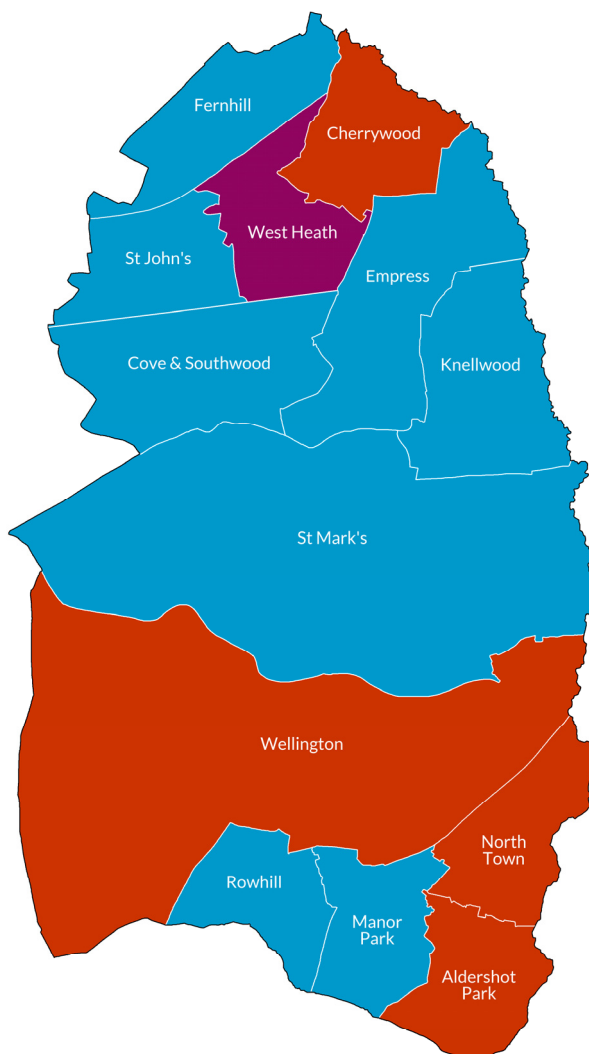 Fernhill
Cherrywood
West Heath
St John's
Empress
Cove & Southwood
Knellwood
St Mark's
Wellington
North
Town
Rowhill
Manor
Park
Aldershot
Park